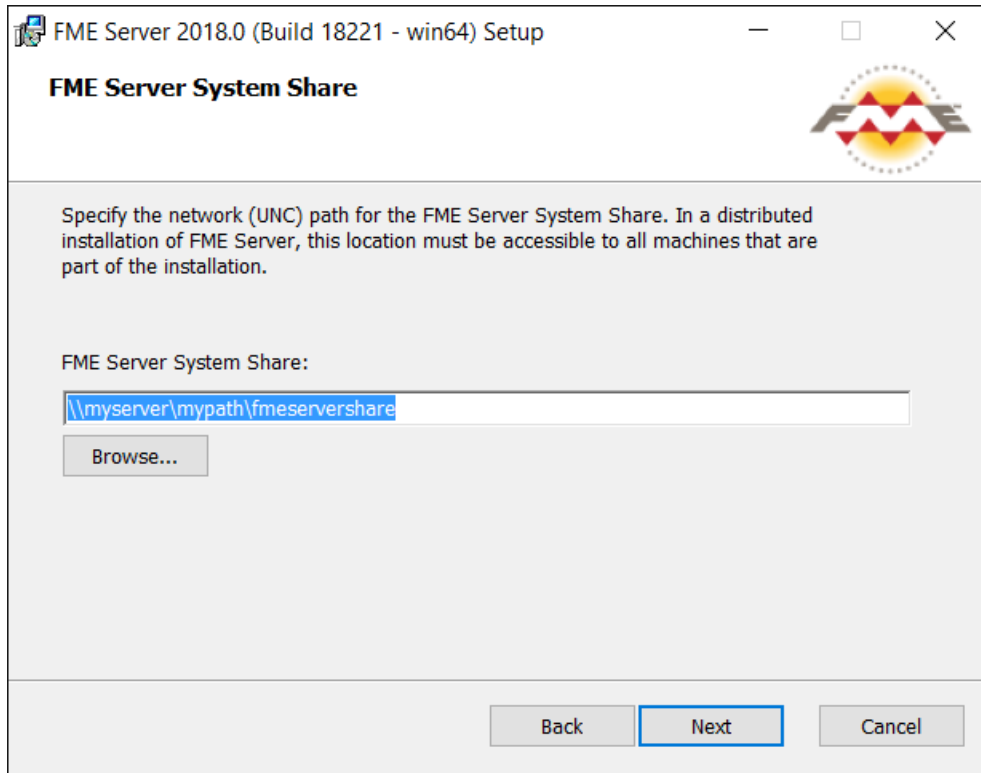 FME Server 2018.0 (Build 18221 - win64) Setup
FME Server System Share
FME
Specify the network (UNC) path for the FME Server System Share. In a distributed
installation of FME Server, this location must be accessible to all machines that are
part of the installation.
FME Server System Share:
\\myserver\mypath\fmeservershare
Browse...
Back
Next
Cancel